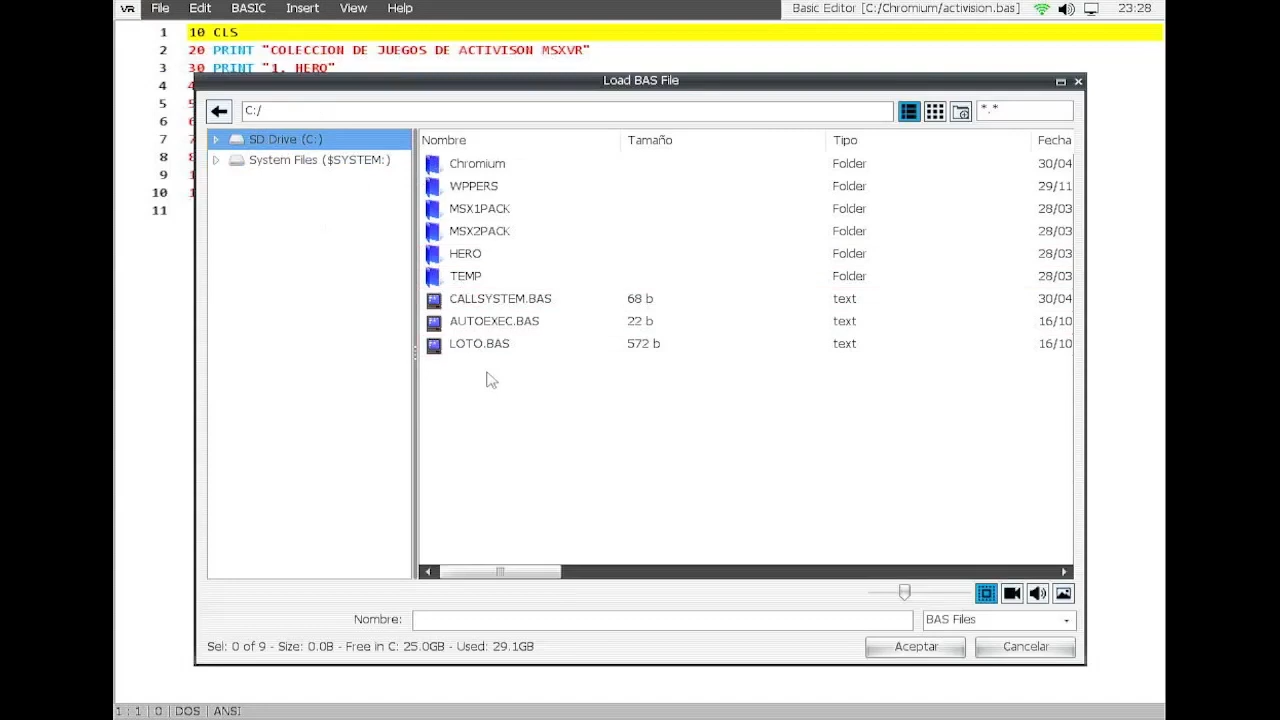 VR File Edit BASIC Insert View Help Basic Editor [C:/Chromium/activision.bas] 23:28
1 10 CLS
2 20 PRINT "COLECCION DE JUEGOS DE ACTIVISON MSXVR"
3 30 PRINT "1. HERO"
4
5
6
7
8
9
10
11
Load BAS File
C:/ *.*
SD Drive (C:)
System Files ($SYSTEM:)
Nombre Tamaño Tipo Fecha
Chromium Folder 30/04
WPPERS Folder 29/11
MSX1PACK Folder 28/03
MSX2PACK Folder 28/03
HERO Folder 28/03
TEMP Folder 28/03
CALLSYSTEM.BAS 68 b text 30/04
AUTOEXEC.BAS 22 b text 16/10
LOTO.BAS 572 b text 16/10
Nombre: BAS Files
Sel: 0 of 9 - Size: 0.0B - Free in C: 25.0GB - Used: 29.1GB Aceptar Cancelar
1 : 1 | 0 | DOS | ANSI